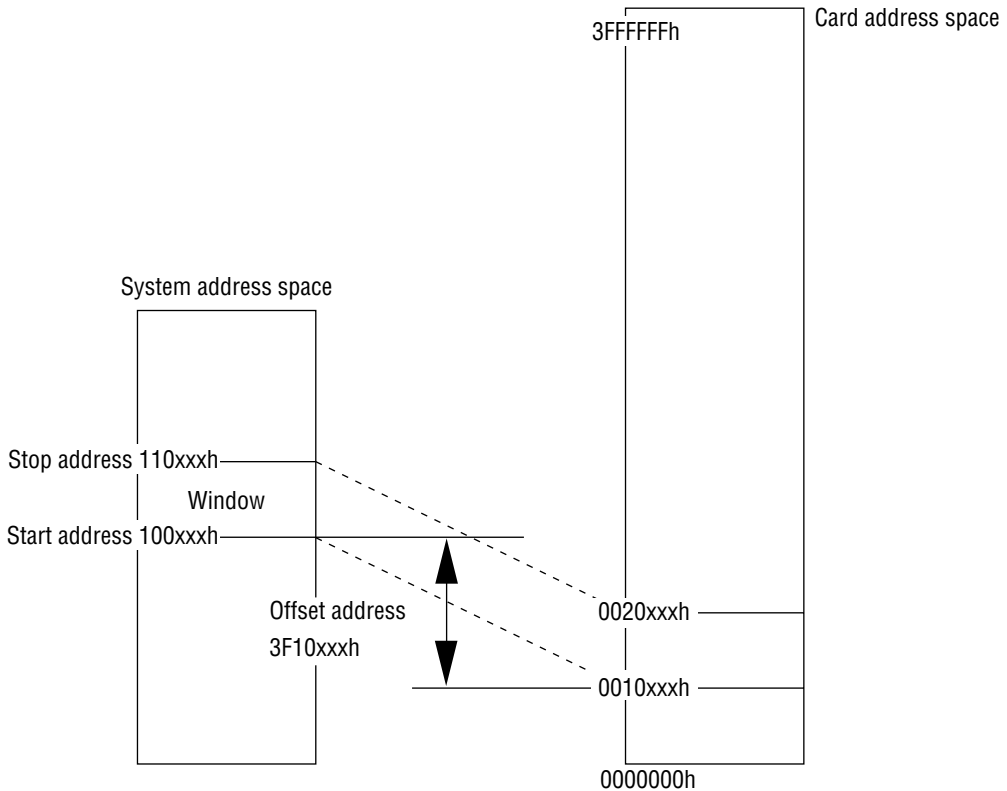 Card address space
3FFFFFFh
System address space
Stop address 110xxxh
Window
Start address 100xxxh
Offset address
3F10xxxh
0020xxxh
0010xxxh
0000000h